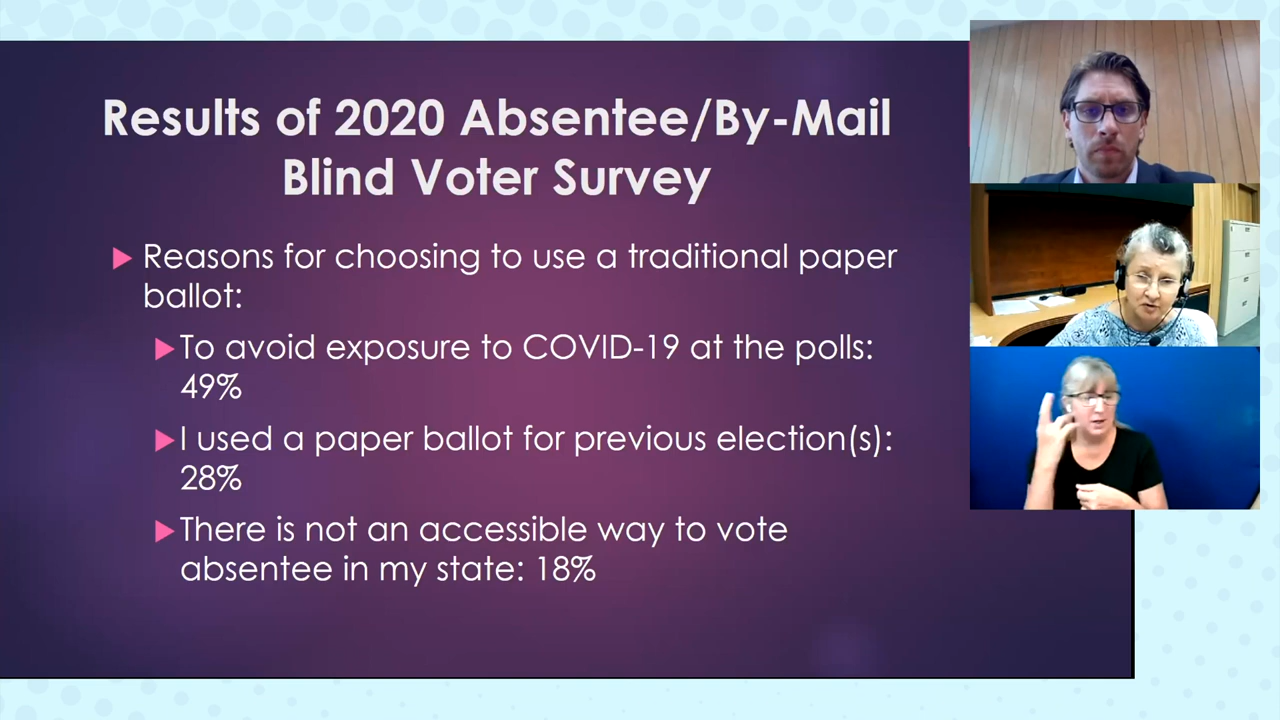 Results of 2020 Absentee/By-Mail
Blind Voter Survey
Reasons for choosing to use a traditional paper
ballot:
To avoid exposure to COVID-19 at the polls:
49%
I used a paper ballot for previous election(s):
28%
There is not an accessible way to vote
absentee in my state: 18%